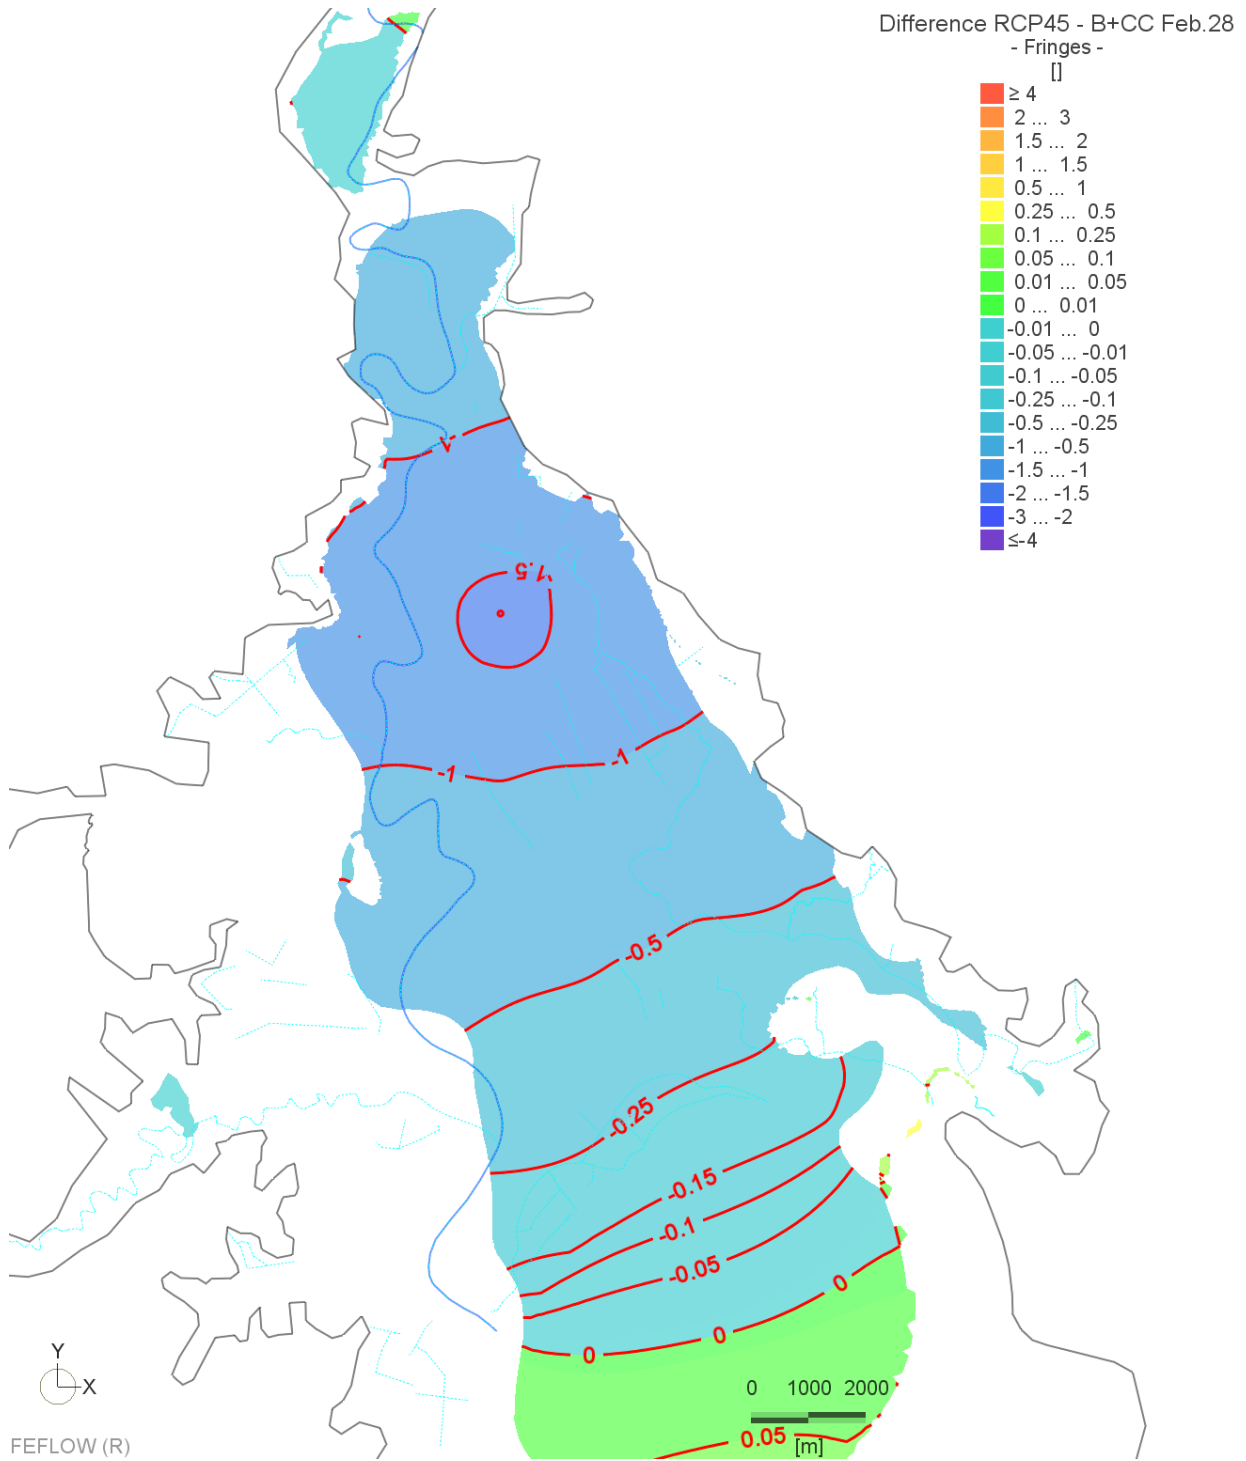 Difference RCP45 - B+CC Feb.28
- Fringes -
[]
≥ 4
2 ... 3
1.5 ... 2
1 ... 1.5
0.5 ... 1
0.25 ... 0.5
0.1 ... 0.25
0.05 ... 0.1
0.01 ... 0.05
0 ... 0.01
-0.01 ... 0
-0.05 ... -0.01
-0.1 ... -0.05
-0.25 ... -0.1
-0.5 ... -0.25
-1 ... -0.5
-1.5 ... -1
-2 ... -1.5
-3 ... -2
≤-4
-1
-1.5
-1
-1
-0.5
-0.25
-0.15
-0.1
-0.05
0
0
0
Y
X
0 1000 2000
[m]
0.05
FEFLOW (R)